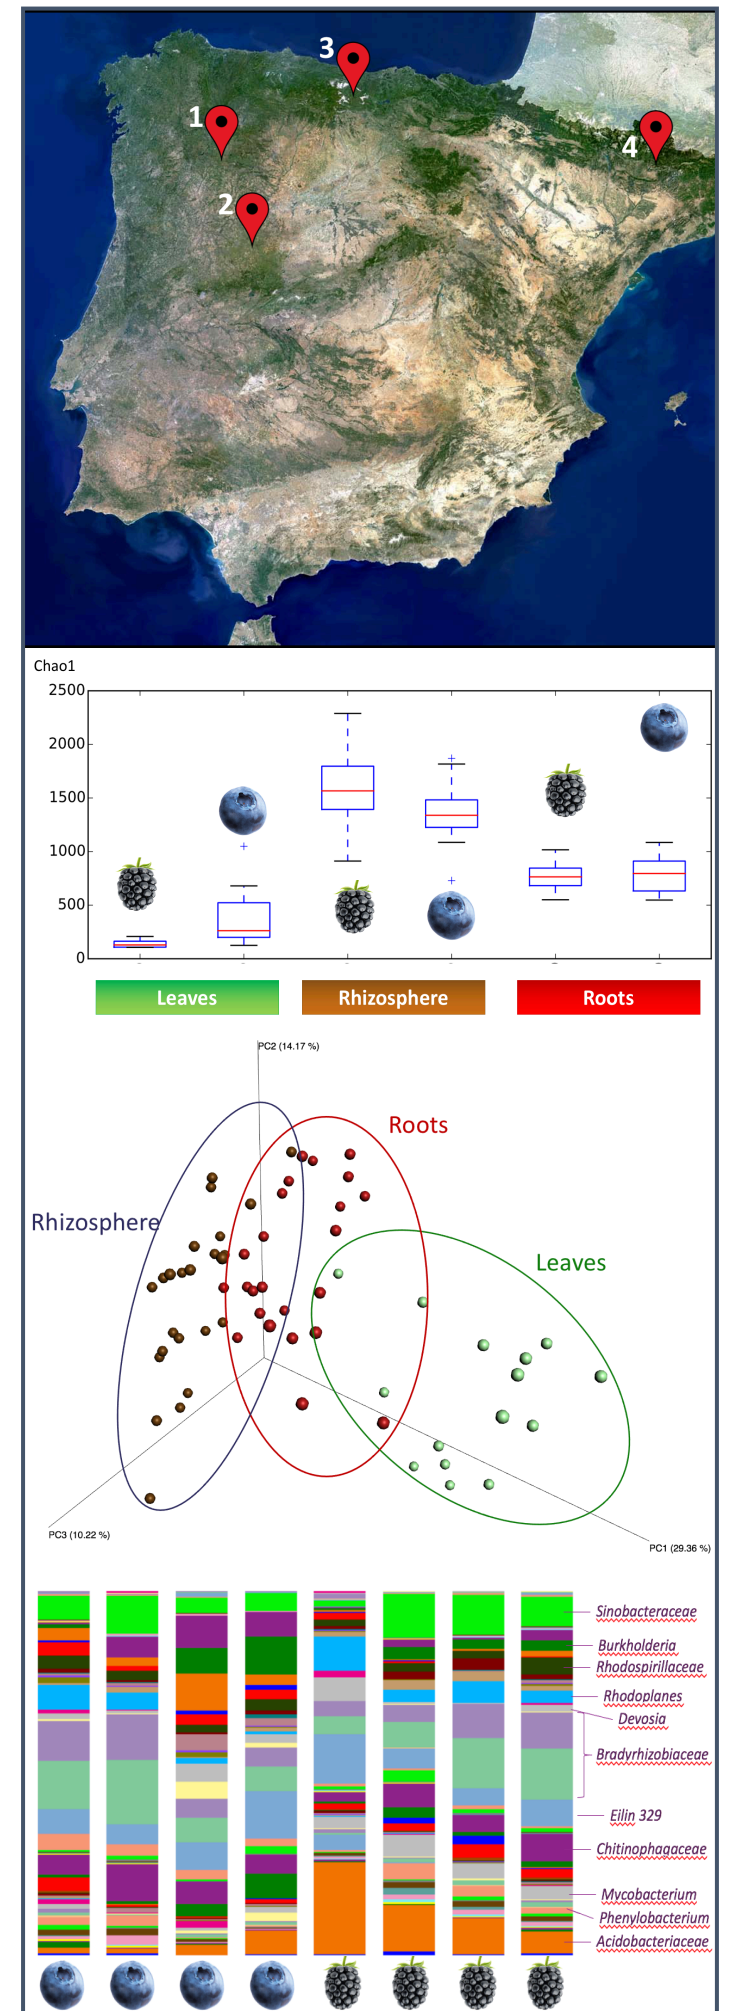 3
1
4
2
Chao1
2500
2000
1500
1000
500
0
Leaves
Rhizosphere
Roots
PC2 (14.17 %)
Roots
Rhizosphere
Leaves
PC3 (10.22 %)
PC1 (29.36 %)
Sinobacteraceae
Burkholderia
Rhodospirillaceae
Rhodoplanes
Devosia
Bradyrhizobiaceae
Eilin 329
Chitinophagaceae
Mycobacterium
Phenylobacterium
Acidobacteriaceae